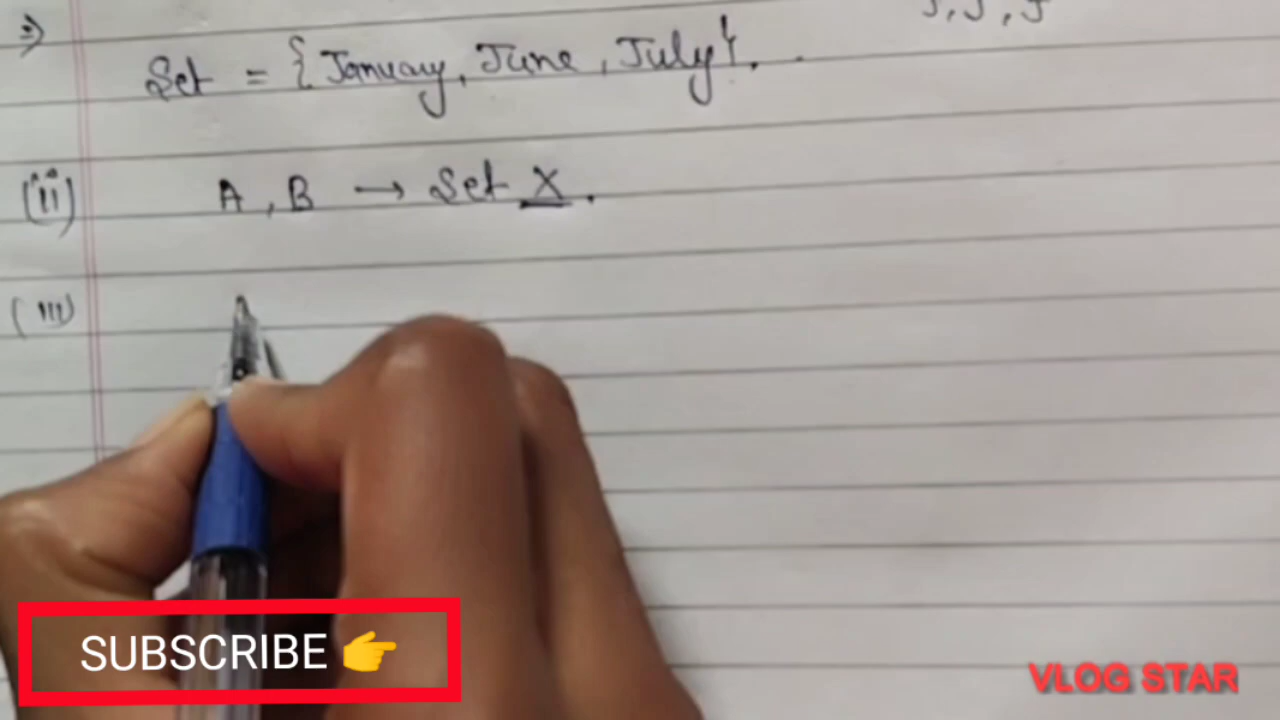 ⇒ J, J, J
Set = {January, June, July}.
(ii) A, B → Set X.
(iii)
SUBSCRIBE 👉
VLOG STAR